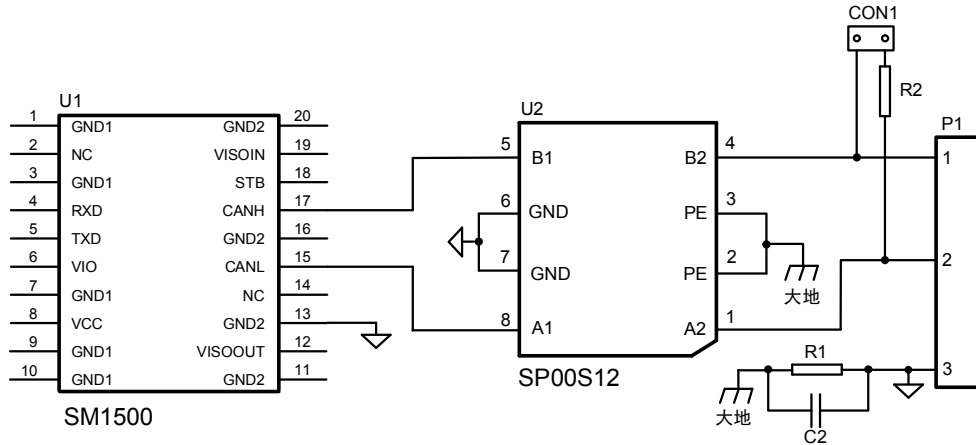 CON1
R2
P1
U1
1 GND1 GND2 20
2 NC VISOIN 19
3 GND1 STB 18
4 RXD CANH 17
5 TXD GND2 16
6 VIO CANL 15
7 GND1 NC 14
8 VCC GND2 13
9 GND1 VISOOUT 12
10 GND1 GND2 11
SM1500
U2
5 B1 B2 4
6 GND PE 3
7 GND PE 2
8 A1 A2 1
SP00S12
大地
1
2
3
R1
大地
C2